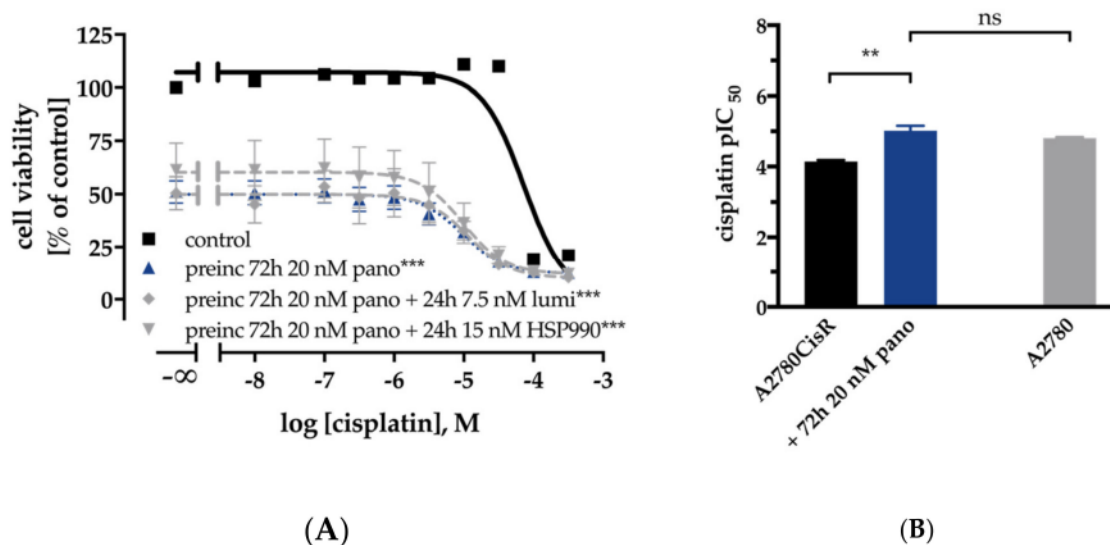 125
100
75
50
25
0
cell viability
[% of control]
control
preinc 72h 20 nM pano***
preinc 72h 20 nM pano + 24h 7.5 nM lumi***
preinc 72h 20 nM pano + 24h 15 nM HSP990***
-∞ -8 -7 -6 -5 -4 -3
log [cisplatin], M
(A)
B)
8
6
4
2
0
cisplatin pIC 50
**
ns
A2780CisR
+ 72h 20 nM pano
A2780
(B)